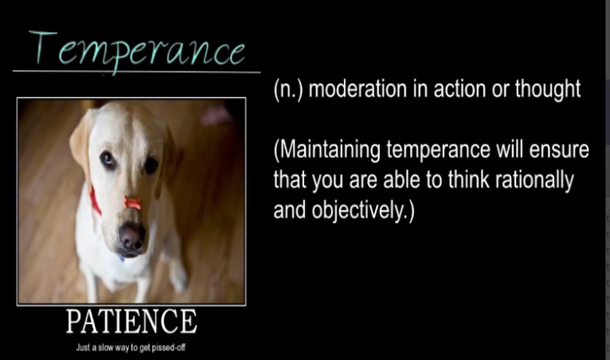 Temperance
(n.) moderation in action or thought
(Maintaining temperance will ensure
that you are able to think rationally
and objectively.)
PATIENCE
Just a slow way to get pissed-off